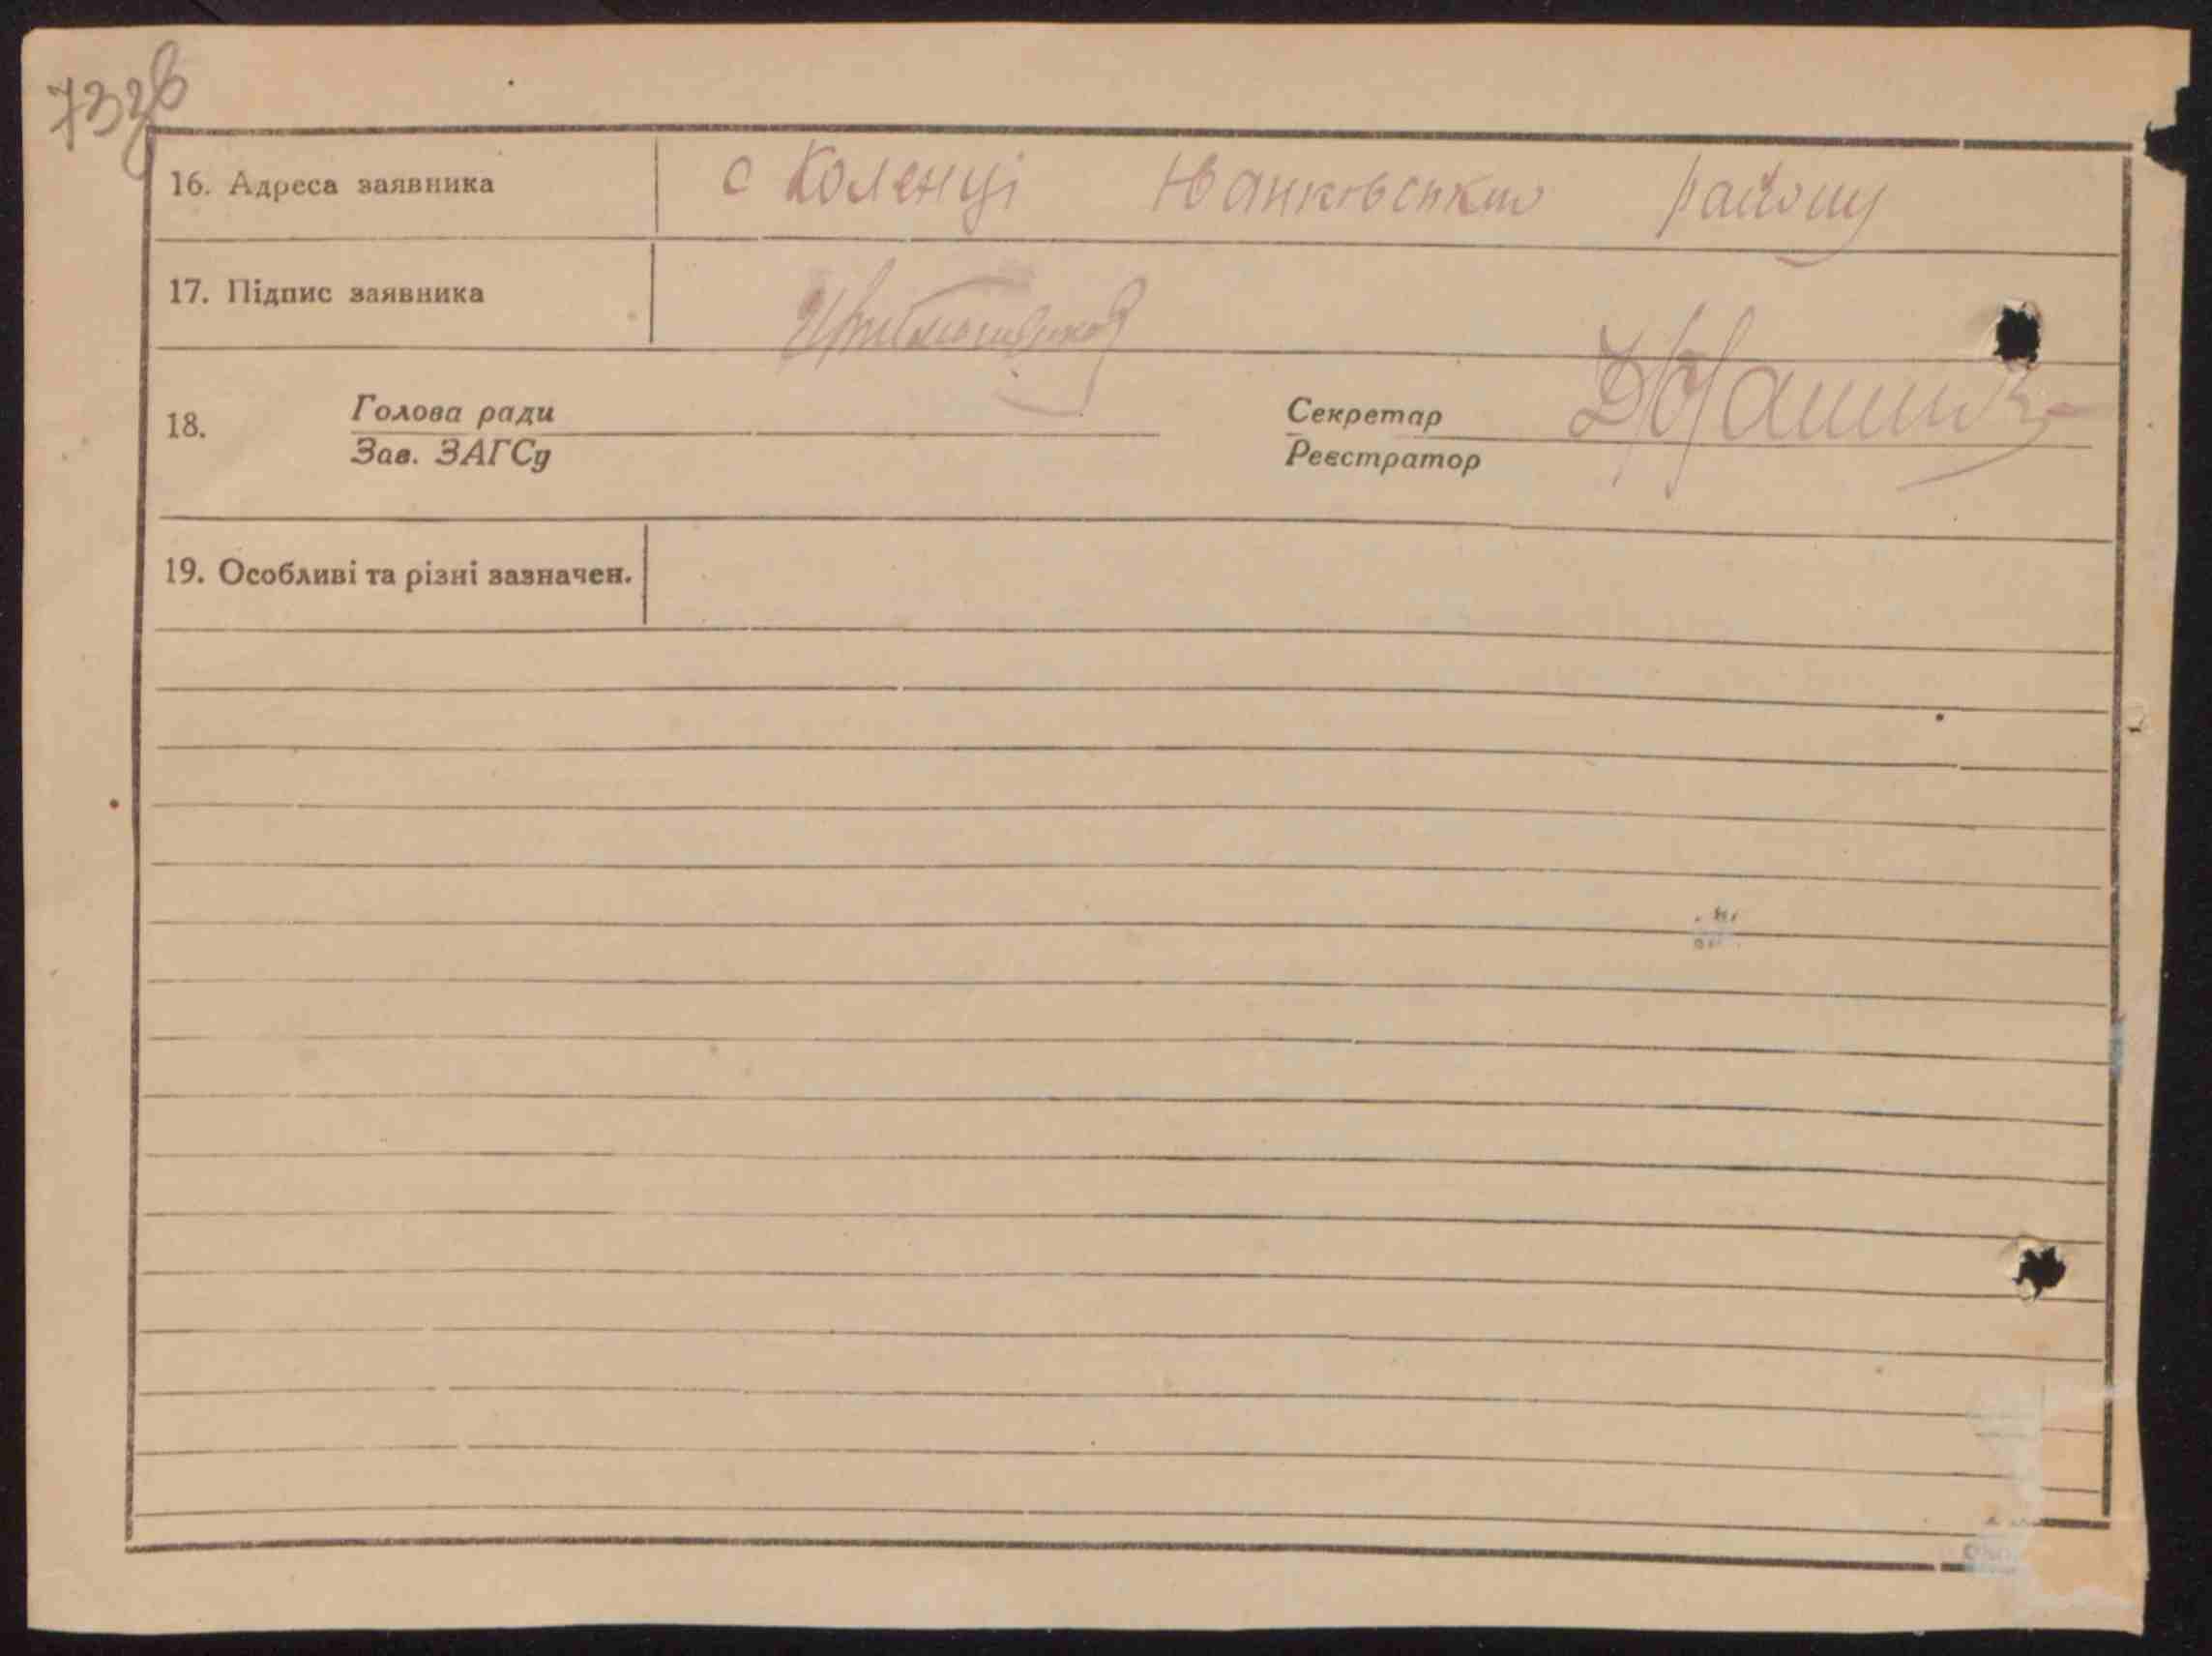 73зв
16. Адреса заявника с Коленці Іванківського району
17. Підпис заявника
18. Голова ради Секретар
Зав. ЗАГСу Реєстратор
19. Особливі та різні зазначен.